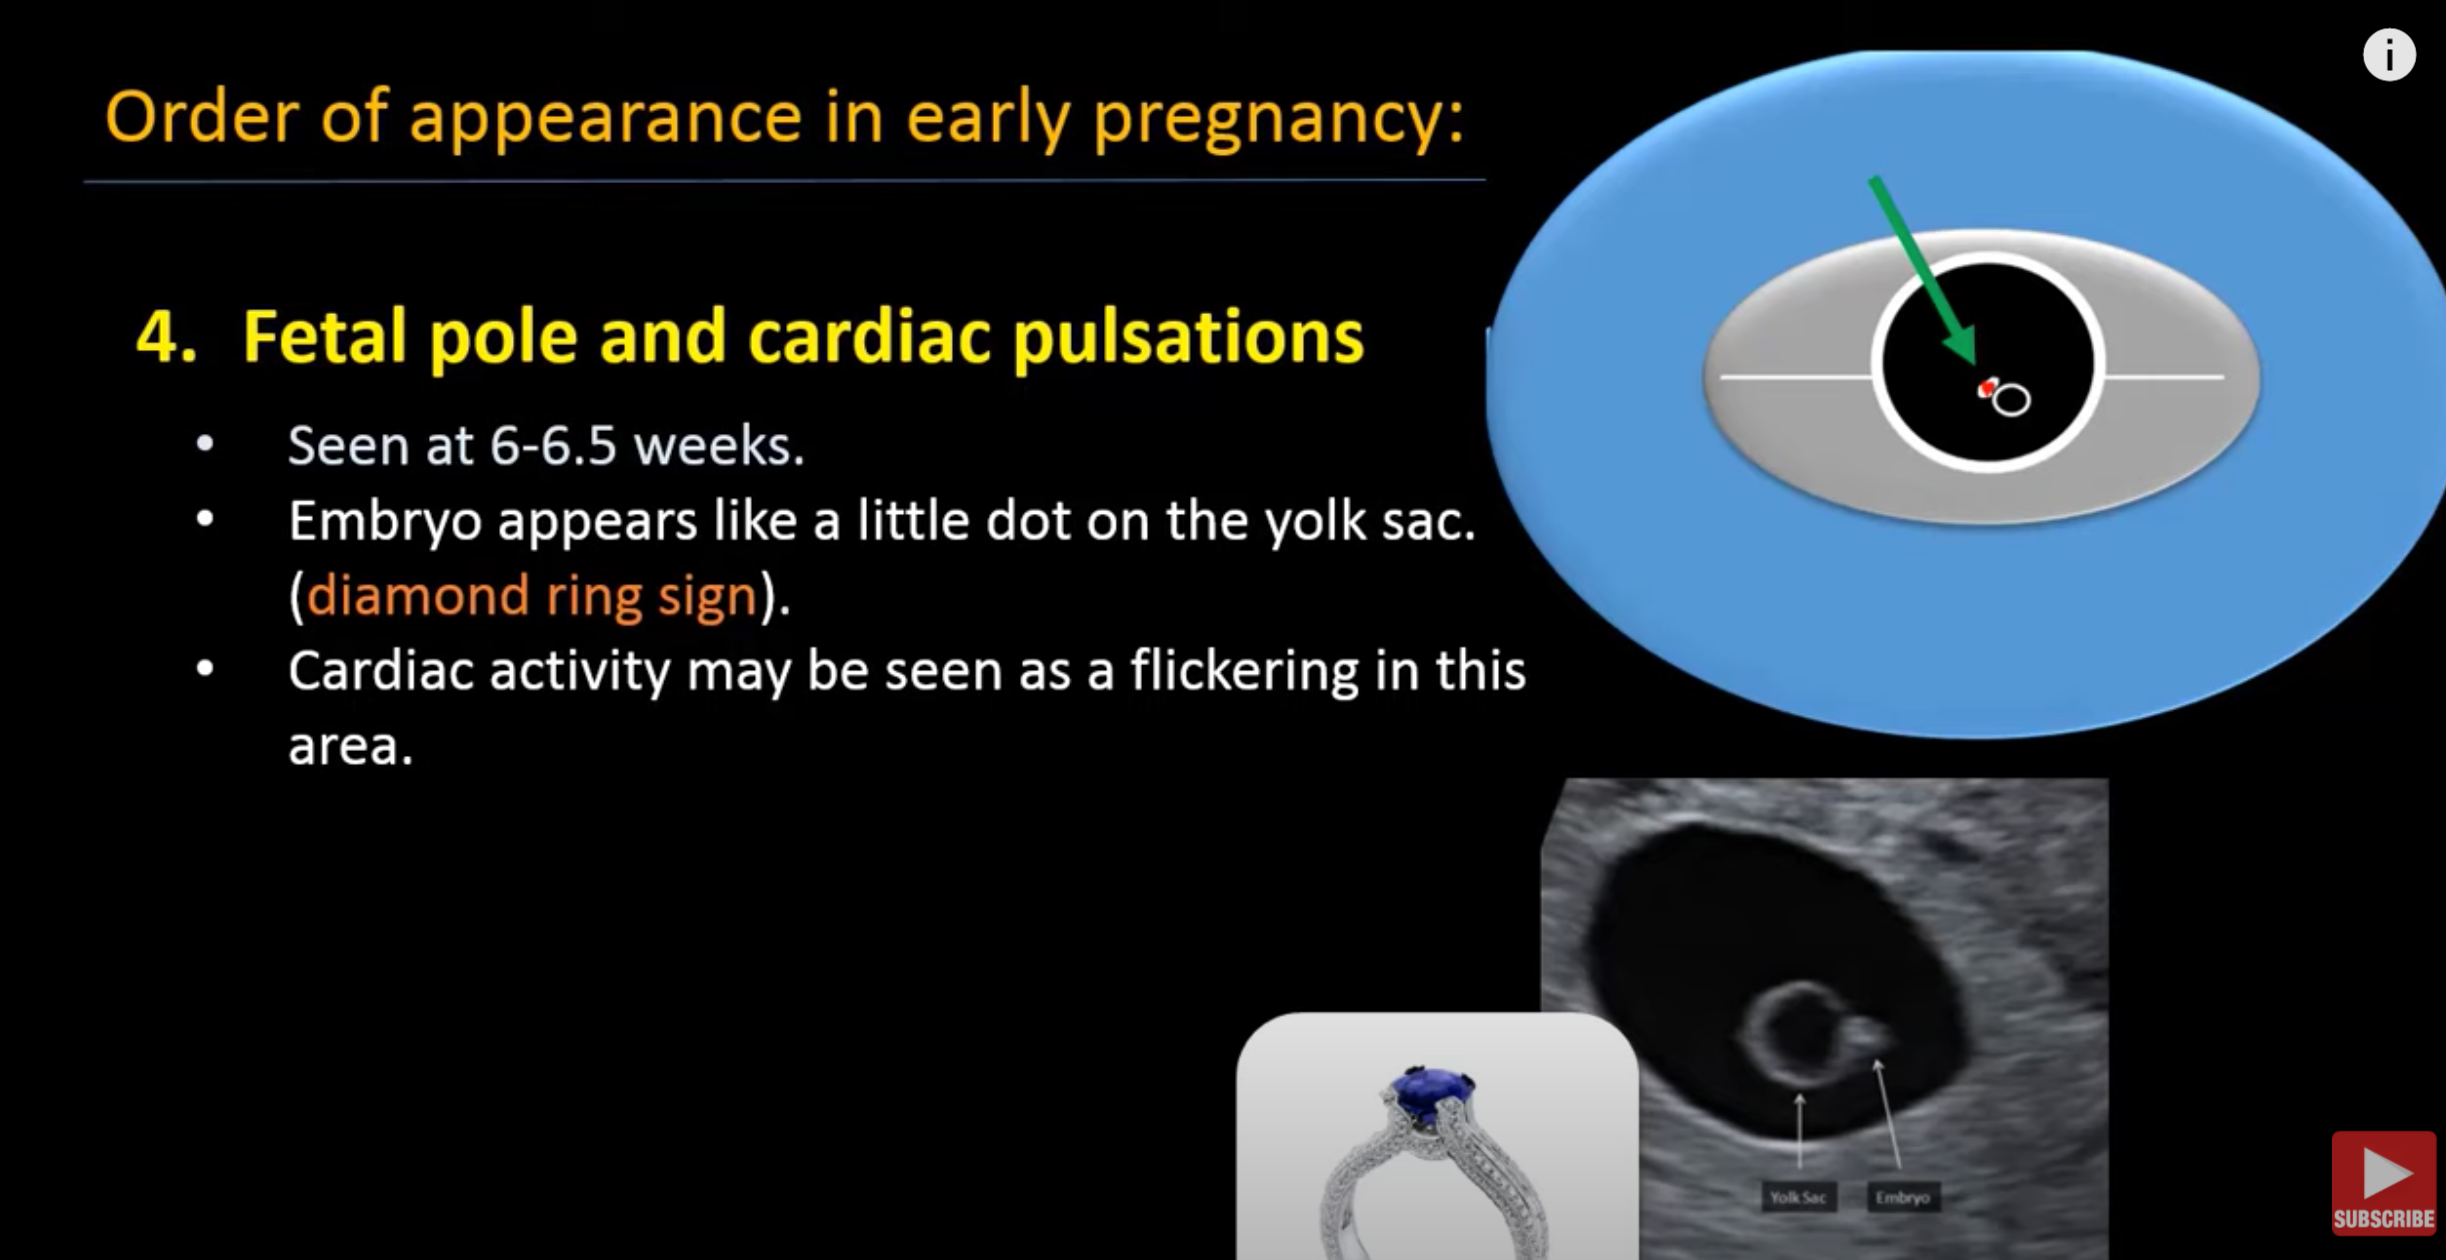 Order of appearance in early pregnancy:
4. Fetal pole and cardiac pulsations
• Seen at 6-6.5 weeks.
• Embryo appears like a little dot on the yolk sac.
(diamond ring sign).
• Cardiac activity may be seen as a flickering in this
area.
Yolk Sac
Embryo
i
SUBSCRIBE